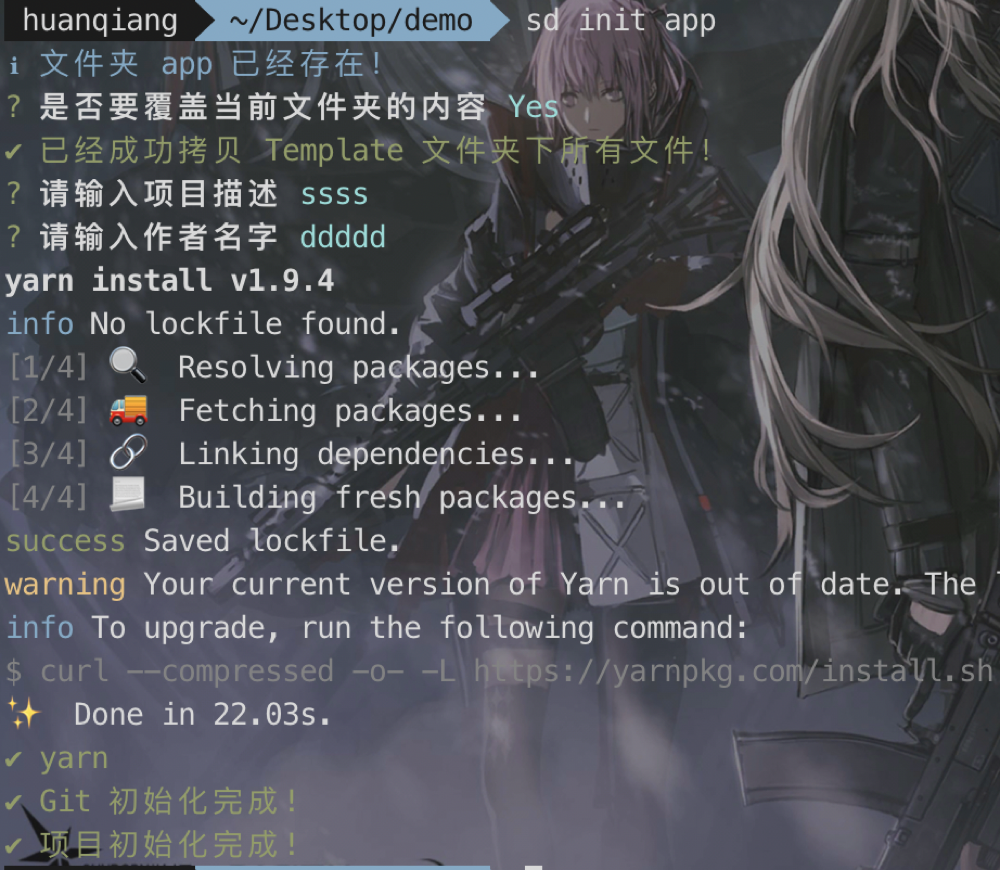 huanqiang ~/Desktop/demo sd init app
i 文件夹 app 已经存在!
? 是否要覆盖当前文件夹的内容 Yes
✔ 已经成功拷贝 Template 文件夹下所有文件!
? 请输入项目描述 ssss
? 请输入作者名字 ddddd
yarn install v1.9.4
info No lockfile found.
[1/4] 🔍 Resolving packages...
[2/4] 🚚 Fetching packages...
[3/4] 🔗 Linking dependencies...
[4/4] 📃 Building fresh packages...
success Saved lockfile.
warning Your current version of Yarn is out of date. The
info To upgrade, run the following command:
$ curl --compressed -o- -L https://yarnpkg.com/install.sh
✨ Done in 22.03s.
✔ yarn
✔ Git 初始化完成!
✔ 项目初始化完成!